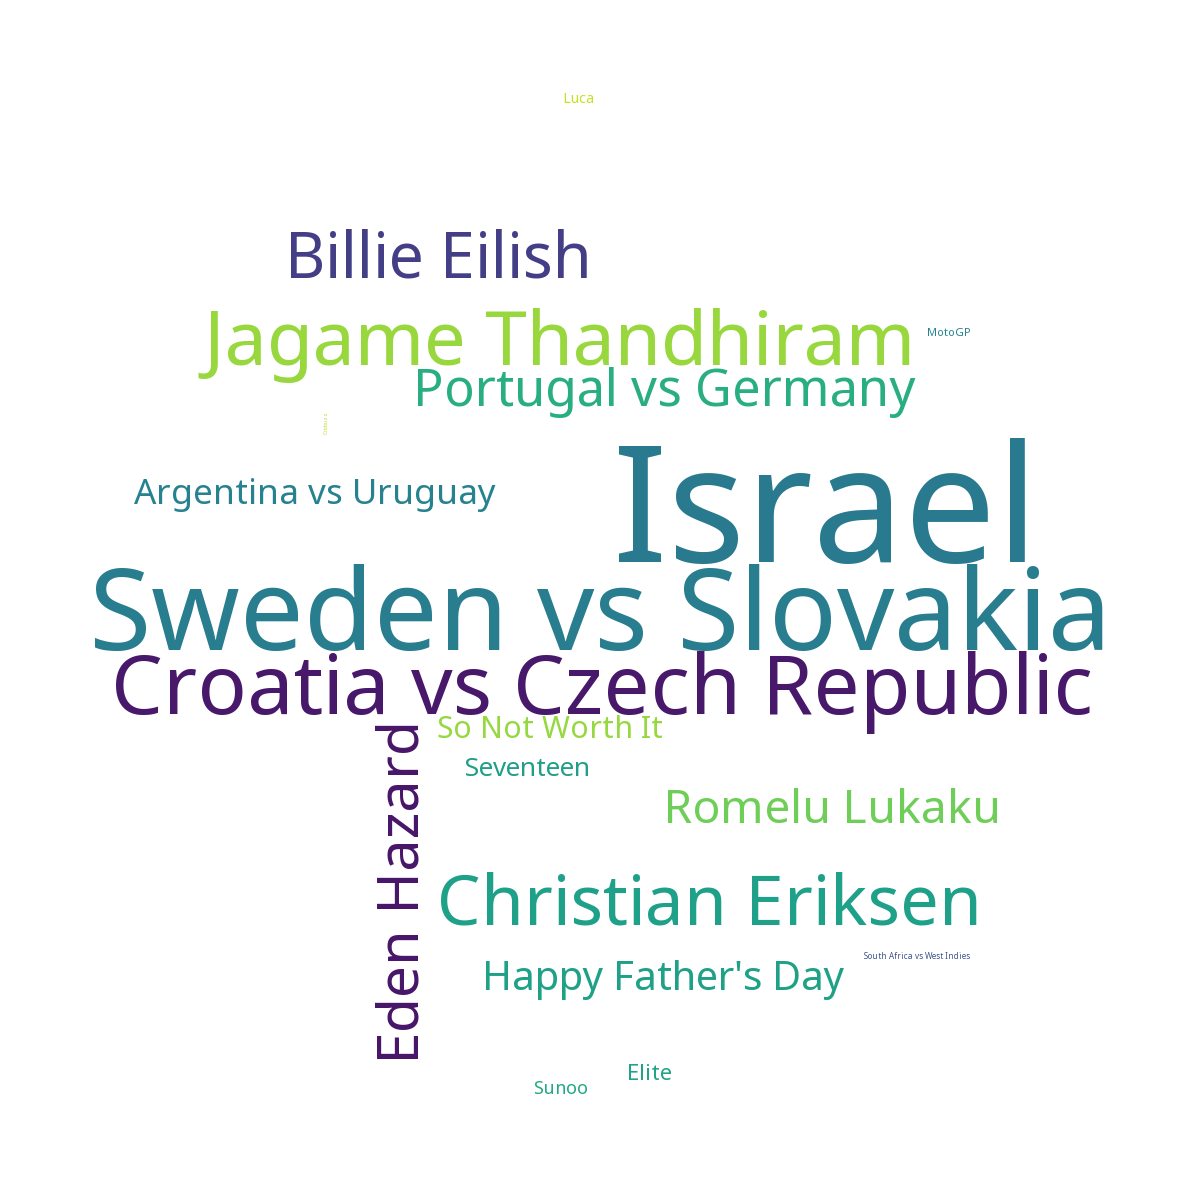 Luca
Billie Eilish
Jagame Thandhiram
MotoGP
Portugal vs Germany
Argentina vs Uruguay
Israel
Sweden vs Slovakia
Croatia vs Czech Republic
So Not Worth It
Eden Hazard
Seventeen
Romelu Lukaku
Christian Eriksen
South Africa vs West Indies
Happy Father's Day
Elite
Sunoo